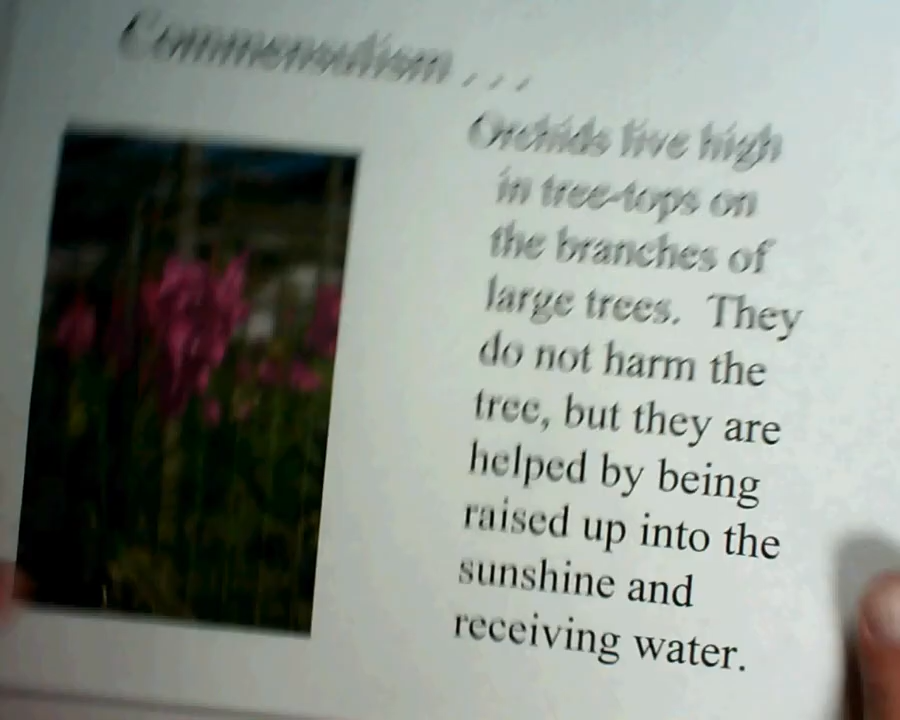 Commensalism . . .
Orchids live high
in tree-tops on
the branches of
large trees. They
do not harm the
tree, but they are
helped by being
raised up into the
sunshine and
receiving water.